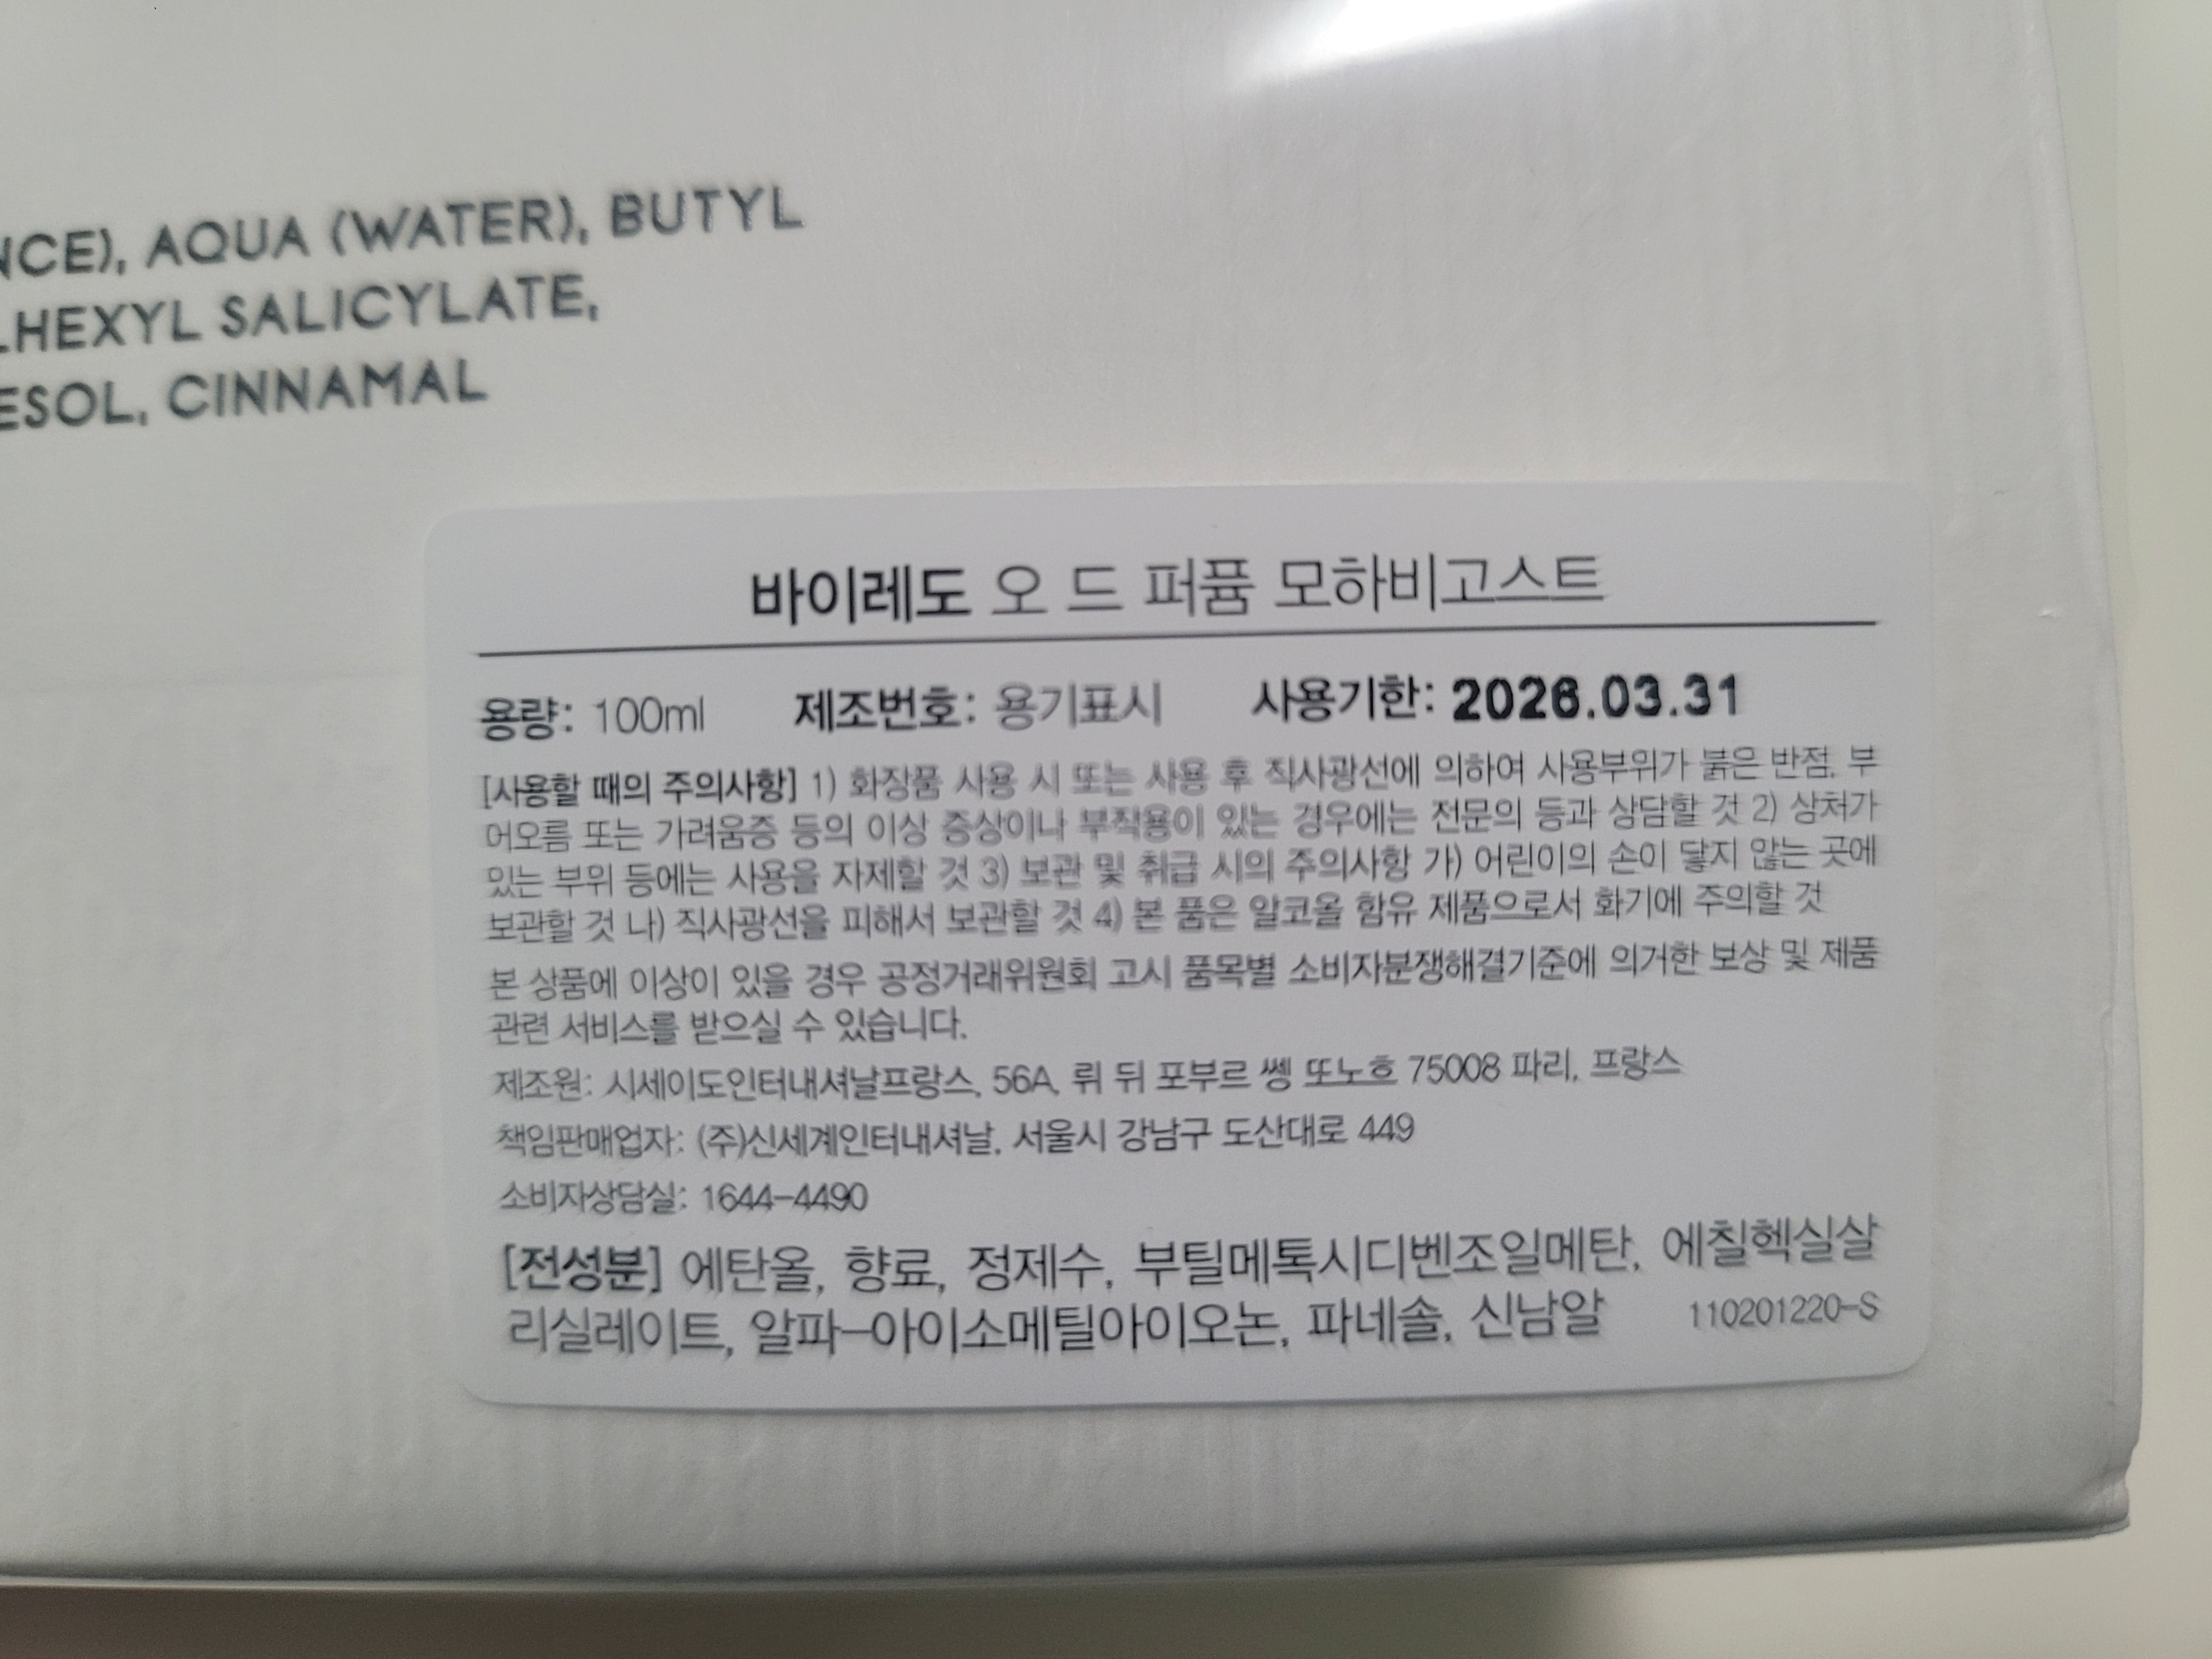 NCE), AQUA (WATER), BUTYL
LHEXYL SALICYLATE,
ESOL, CINNAMAL
바이레도 오 드 퍼퓸 모하비고스트
용량: 100ml 제조번호: 용기표시 사용기한: 2026.03.31
[사용할 때의 주의사항] 1) 화장품 사용 시 또는 사용 후 직사광선에 의하여 사용부위가 붉은 반점, 부
어오름 또는 가려움증 등의 이상 증상이나 부작용이 있는 경우에는 전문의 등과 상담할 것 2) 상처가
있는 부위 등에는 사용을 자제할 것 3) 보관 및 취급 시의 주의사항 가) 어린이의 손이 닿지 않는 곳에
보관할 것 나) 직사광선을 피해서 보관할 것 4) 본 품은 알코올 함유 제품으로서 화기에 주의할 것
본 상품에 이상이 있을 경우 공정거래위원회 고시 품목별 소비자분쟁해결기준에 의거한 보상 및 제품
관련 서비스를 받으실 수 있습니다.
제조원: 시세이도인터내셔날프랑스, 56A, 뤼 뒤 포부르 쌩 또노흐 75008 파리, 프랑스
책임판매업자: (주)신세계인터내셔날, 서울시 강남구 도산대로 449
소비자상담실: 1644-4490
[전성분] 에탄올, 향료, 정제수, 부틸메톡시디벤조일메탄, 에칠헥실살
리실레이트, 알파-아이소메틸아이오논, 파네솔, 신남알 110201220-S